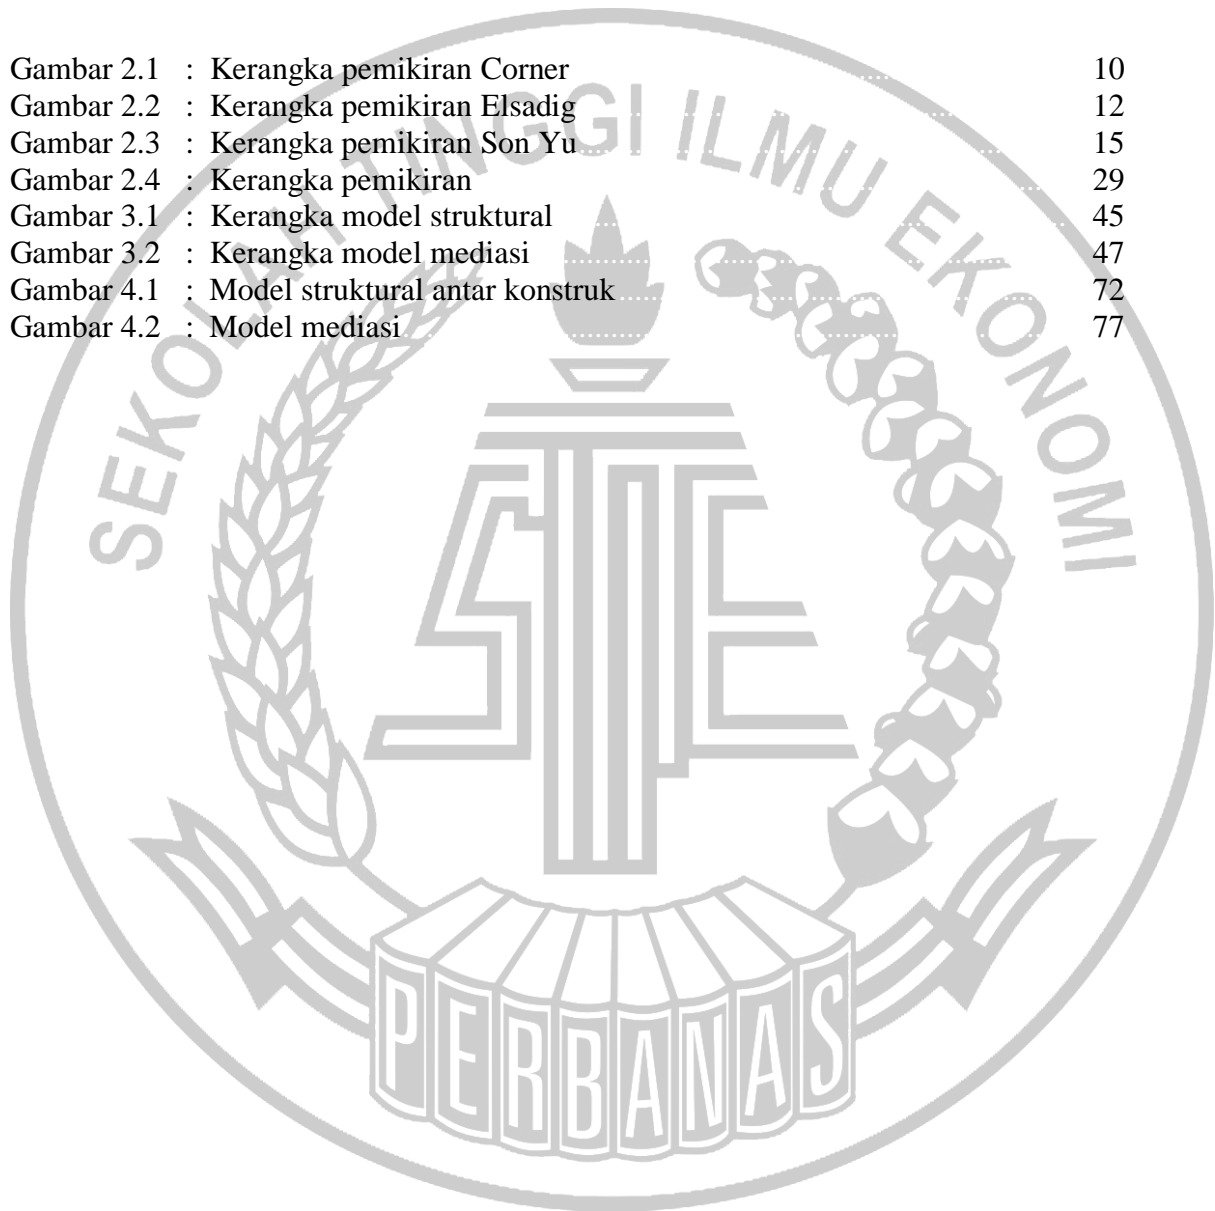 Gambar 2.1 : Kerangka pemikiran Corner 10
Gambar 2.2 : Kerangka pemikiran Elsadig 12
Gambar 2.3 : Kerangka pemikiran Son Yu 15
Gambar 2.4 : Kerangka pemikiran 29
Gambar 3.1 : Kerangka model struktural 45
Gambar 3.2 : Kerangka model mediasi 47
Gambar 4.1 : Model struktural antar konstruk 72
Gambar 4.2 : Model mediasi 77
SEKOLAH TINGGI ILMU EKONOMI
STIE
PERBANAS